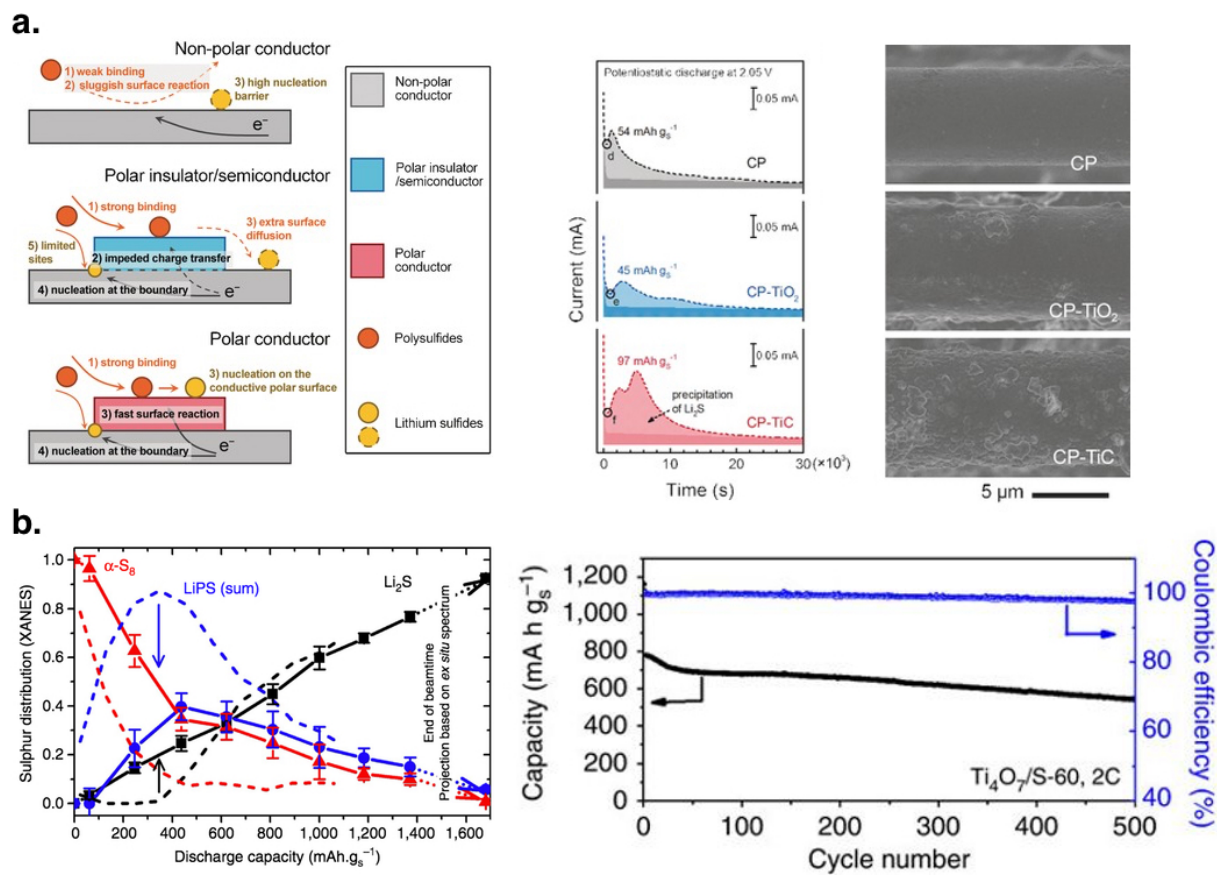 a.
Non-polar conductor
1) weak binding
2) sluggish surface reaction
3) high nucleation
barrier
e⁻
Polar insulator/semiconductor
1) strong binding
3) extra surface
diffusion
5) limited
sites
2) impeded charge transfer
4) nucleation at the boundary
e⁻
Polar conductor
1) strong binding
3) nucleation on the
conductive polar surface
3) fast surface reaction
4) nucleation at the boundary
e⁻
Non-polar
conductor
Polar insulator
/semiconductor
Polar
conductor
Polysulfides
Lithium sulfides
Potentiostatic discharge at 2.05 V
0.05 mA
54 mAh gₛ⁻¹
d
CP
0.05 mA
45 mAh gₛ⁻¹
e
CP-TiO₂
97 mAh gₛ⁻¹
0.05 mA
f
precipitation
of Li₂S
CP-TiC
Current (mA)
0 10 20 30 (×10³)
Time (s)
CP
CP-TiO₂
CP-TiC
5 µm
b.
Sulphur distribution (XANES)
1.0
0.8
0.6
0.4
0.2
0.0
α-S₈
LiPS (sum)
Li₂S
End of beamtime
Projection based on ex situ spectrum
0 200 400 600 800 1,000 1,200 1,400 1,600
Discharge capacity (mAh.gₛ⁻¹)
Capacity (mA h gₛ⁻¹)
1,200
1,000
800
600
400
200
0
Ti₄O₇/S-60, 2C
0 100 200 300 400 500
Cycle number
100
80
60
40
Coulombic efficiency (%)